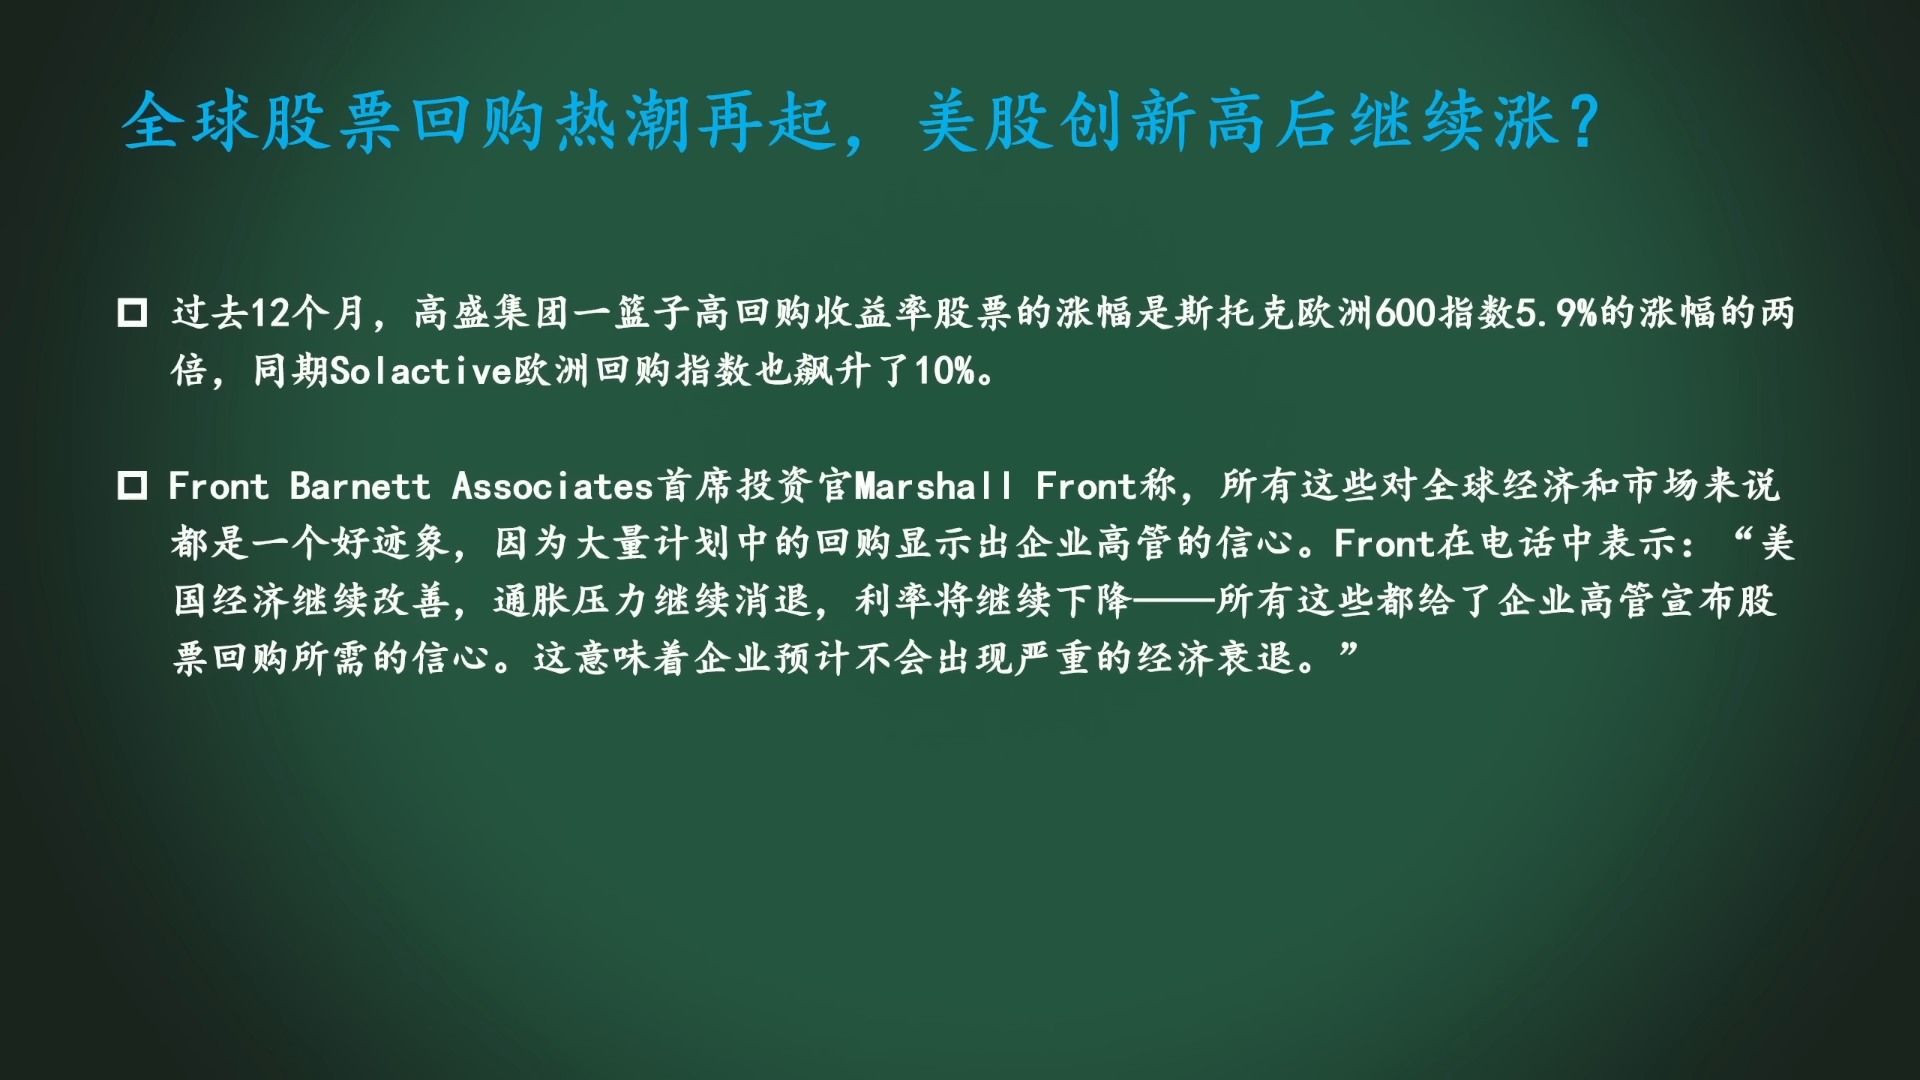 全球股票回购热潮再起，美股创新高后继续涨？
过去12个月，高盛集团一篮子高回购收益率股票的涨幅是斯托克欧洲600指数5.9%的涨幅的两
倍，同期Solactive欧洲回购指数也飙升了10%。
Front Barnett Associates首席投资官Marshall Front称，所有这些对全球经济和市场来说
都是一个好迹象，因为大量计划中的回购显示出企业高管的信心。Front在电话中表示：“美
国经济继续改善，通胀压力继续消退，利率将继续下降——所有这些都给了企业高管宣布股
票回购所需的信心。这意味着企业预计不会出现严重的经济衰退。”